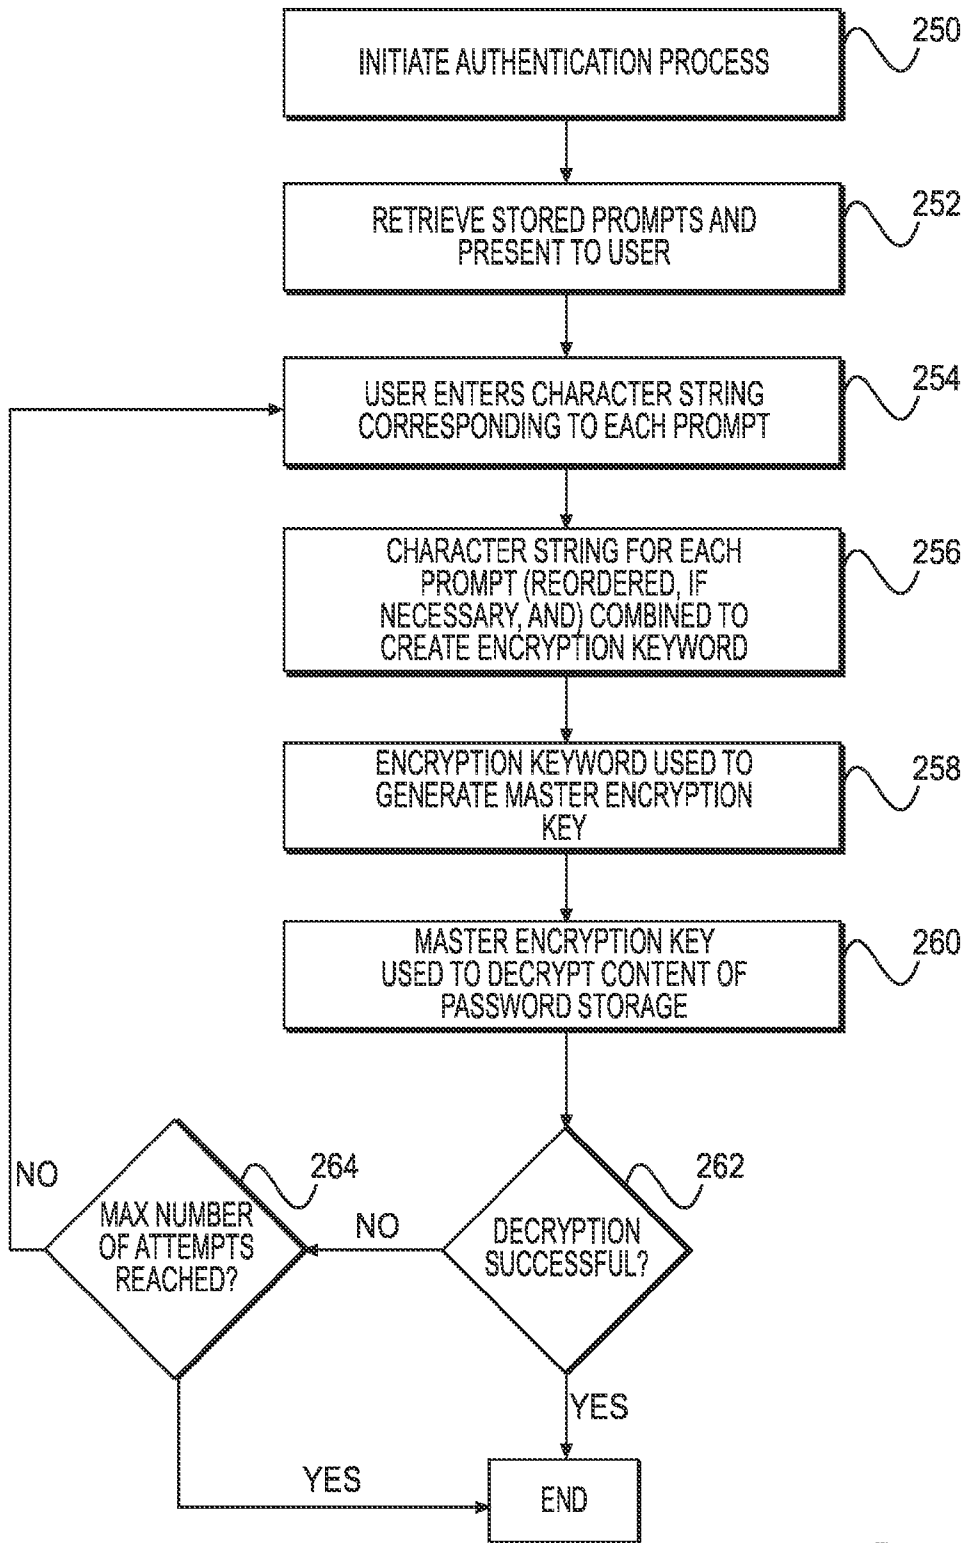 INITIATE AUTHENTICATION PROCESS
250
RETRIEVE STORED PROMPTS AND
PRESENT TO USER
252
USER ENTERS CHARACTER STRING
CORRESPONDING TO EACH PROMPT
254
CHARACTER STRING FOR EACH
PROMPT (REORDERED, IF
NECESSARY, AND) COMBINED TO
CREATE ENCRYPTION KEYWORD
256
ENCRYPTION KEYWORD USED TO
GENERATE MASTER ENCRYPTION
KEY
258
MASTER ENCRYPTION KEY
USED TO DECRYPT CONTENT OF
PASSWORD STORAGE
260
DECRYPTION
SUCCESSFUL?
262
NO
MAX NUMBER
OF ATTEMPTS
REACHED?
264
NO
YES
YES
END